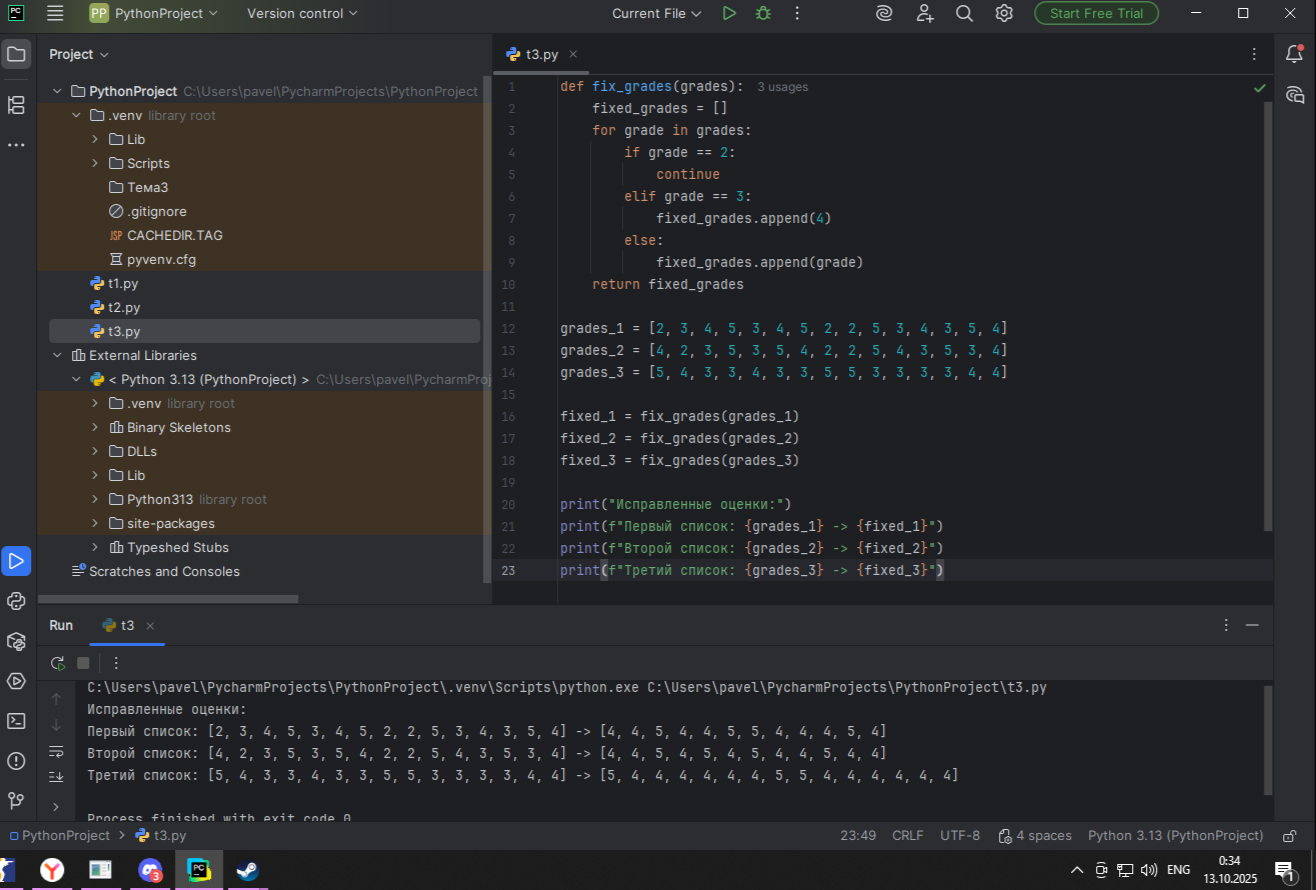 PC
PP PythonProject Version control Current File Start Free Trial
Project
PythonProject C:\Users\pavel\PycharmProjects\PythonProject
.venv library root
Lib
Scripts
Тема3
.gitignore
JSP CACHEDIR.TAG
pyvenv.cfg
t1.py
t2.py
t3.py
External Libraries
< Python 3.13 (PythonProject) > C:\Users\pavel\PycharmProj
.venv library root
Binary Skeletons
DLLs
Lib
Python313 library root
site-packages
Typeshed Stubs
Scratches and Consoles
t3.py
1 def fix_grades(grades): 3 usages
2 fixed_grades = []
3 for grade in grades:
4 if grade == 2:
5 continue
6 elif grade == 3:
7 fixed_grades.append(4)
8 else:
9 fixed_grades.append(grade)
10 return fixed_grades
11
12 grades_1 = [2, 3, 4, 5, 3, 4, 5, 2, 2, 5, 3, 4, 3, 5, 4]
13 grades_2 = [4, 2, 3, 5, 3, 5, 4, 2, 2, 5, 4, 3, 5, 3, 4]
14 grades_3 = [5, 4, 3, 3, 4, 3, 3, 5, 5, 3, 3, 3, 3, 4, 4]
15
16 fixed_1 = fix_grades(grades_1)
17 fixed_2 = fix_grades(grades_2)
18 fixed_3 = fix_grades(grades_3)
19
20 print("Исправленные оценки:")
21 print(f"Первый список: {grades_1} -> {fixed_1}")
22 print(f"Второй список: {grades_2} -> {fixed_2}")
23 print(f"Третий список: {grades_3} -> {fixed_3}")
Run t3
C:\Users\pavel\PycharmProjects\PythonProject\.venv\Scripts\python.exe C:\Users\pavel\PycharmProjects\PythonProject\t3.py
Исправленные оценки:
Первый список: [2, 3, 4, 5, 3, 4, 5, 2, 2, 5, 3, 4, 3, 5, 4] -> [4, 4, 5, 4, 4, 5, 5, 4, 4, 4, 5, 4]
Второй список: [4, 2, 3, 5, 3, 5, 4, 2, 2, 5, 4, 3, 5, 3, 4] -> [4, 4, 5, 4, 5, 4, 5, 4, 4, 5, 4, 4]
Третий список: [5, 4, 3, 3, 4, 3, 3, 5, 5, 3, 3, 3, 3, 4, 4] -> [5, 4, 4, 4, 4, 4, 4, 5, 5, 4, 4, 4, 4, 4, 4]
Process finished with exit code 0
PythonProject > t3.py 23:49 CRLF UTF-8 4 spaces Python 3.13 (PythonProject)
Y 3 PC ENG 0:34
13.10.2025 1